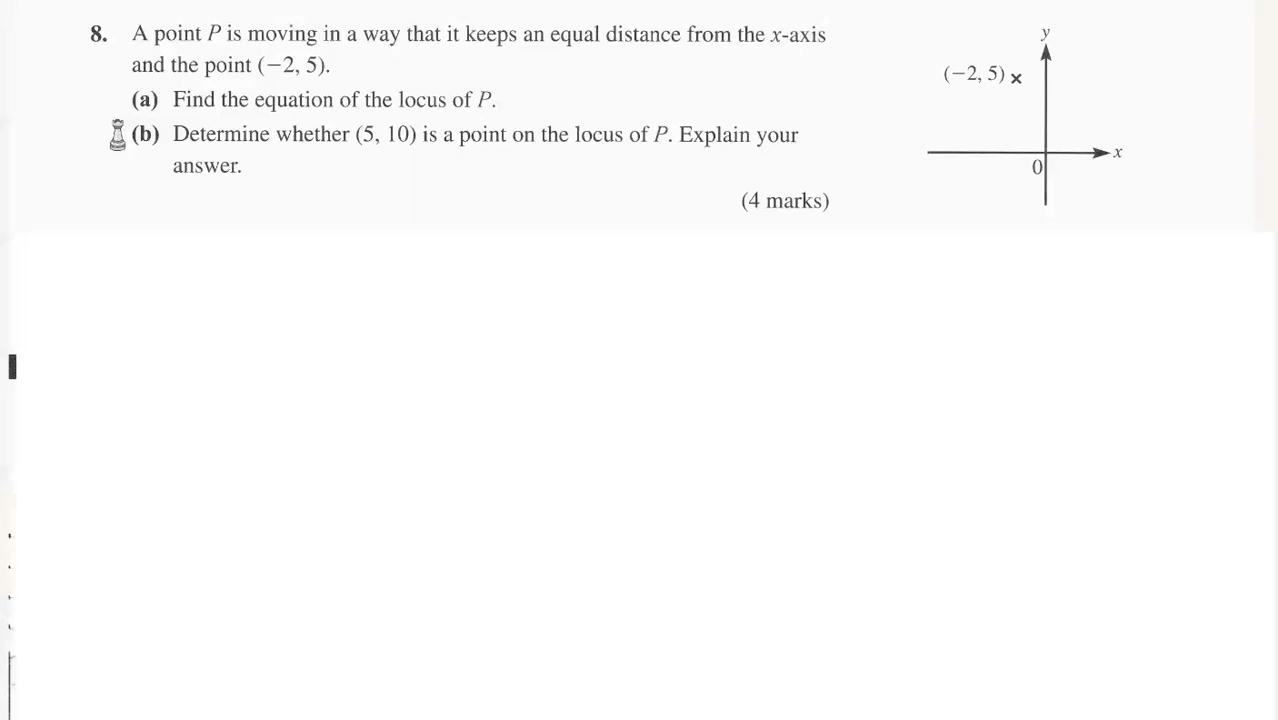 8. A point P is moving in a way that it keeps an equal distance from the x-axis
and the point (−2, 5).
(a) Find the equation of the locus of P.
(b) Determine whether (5, 10) is a point on the locus of P. Explain your
answer.
(4 marks)
y
(−2, 5)
x
0